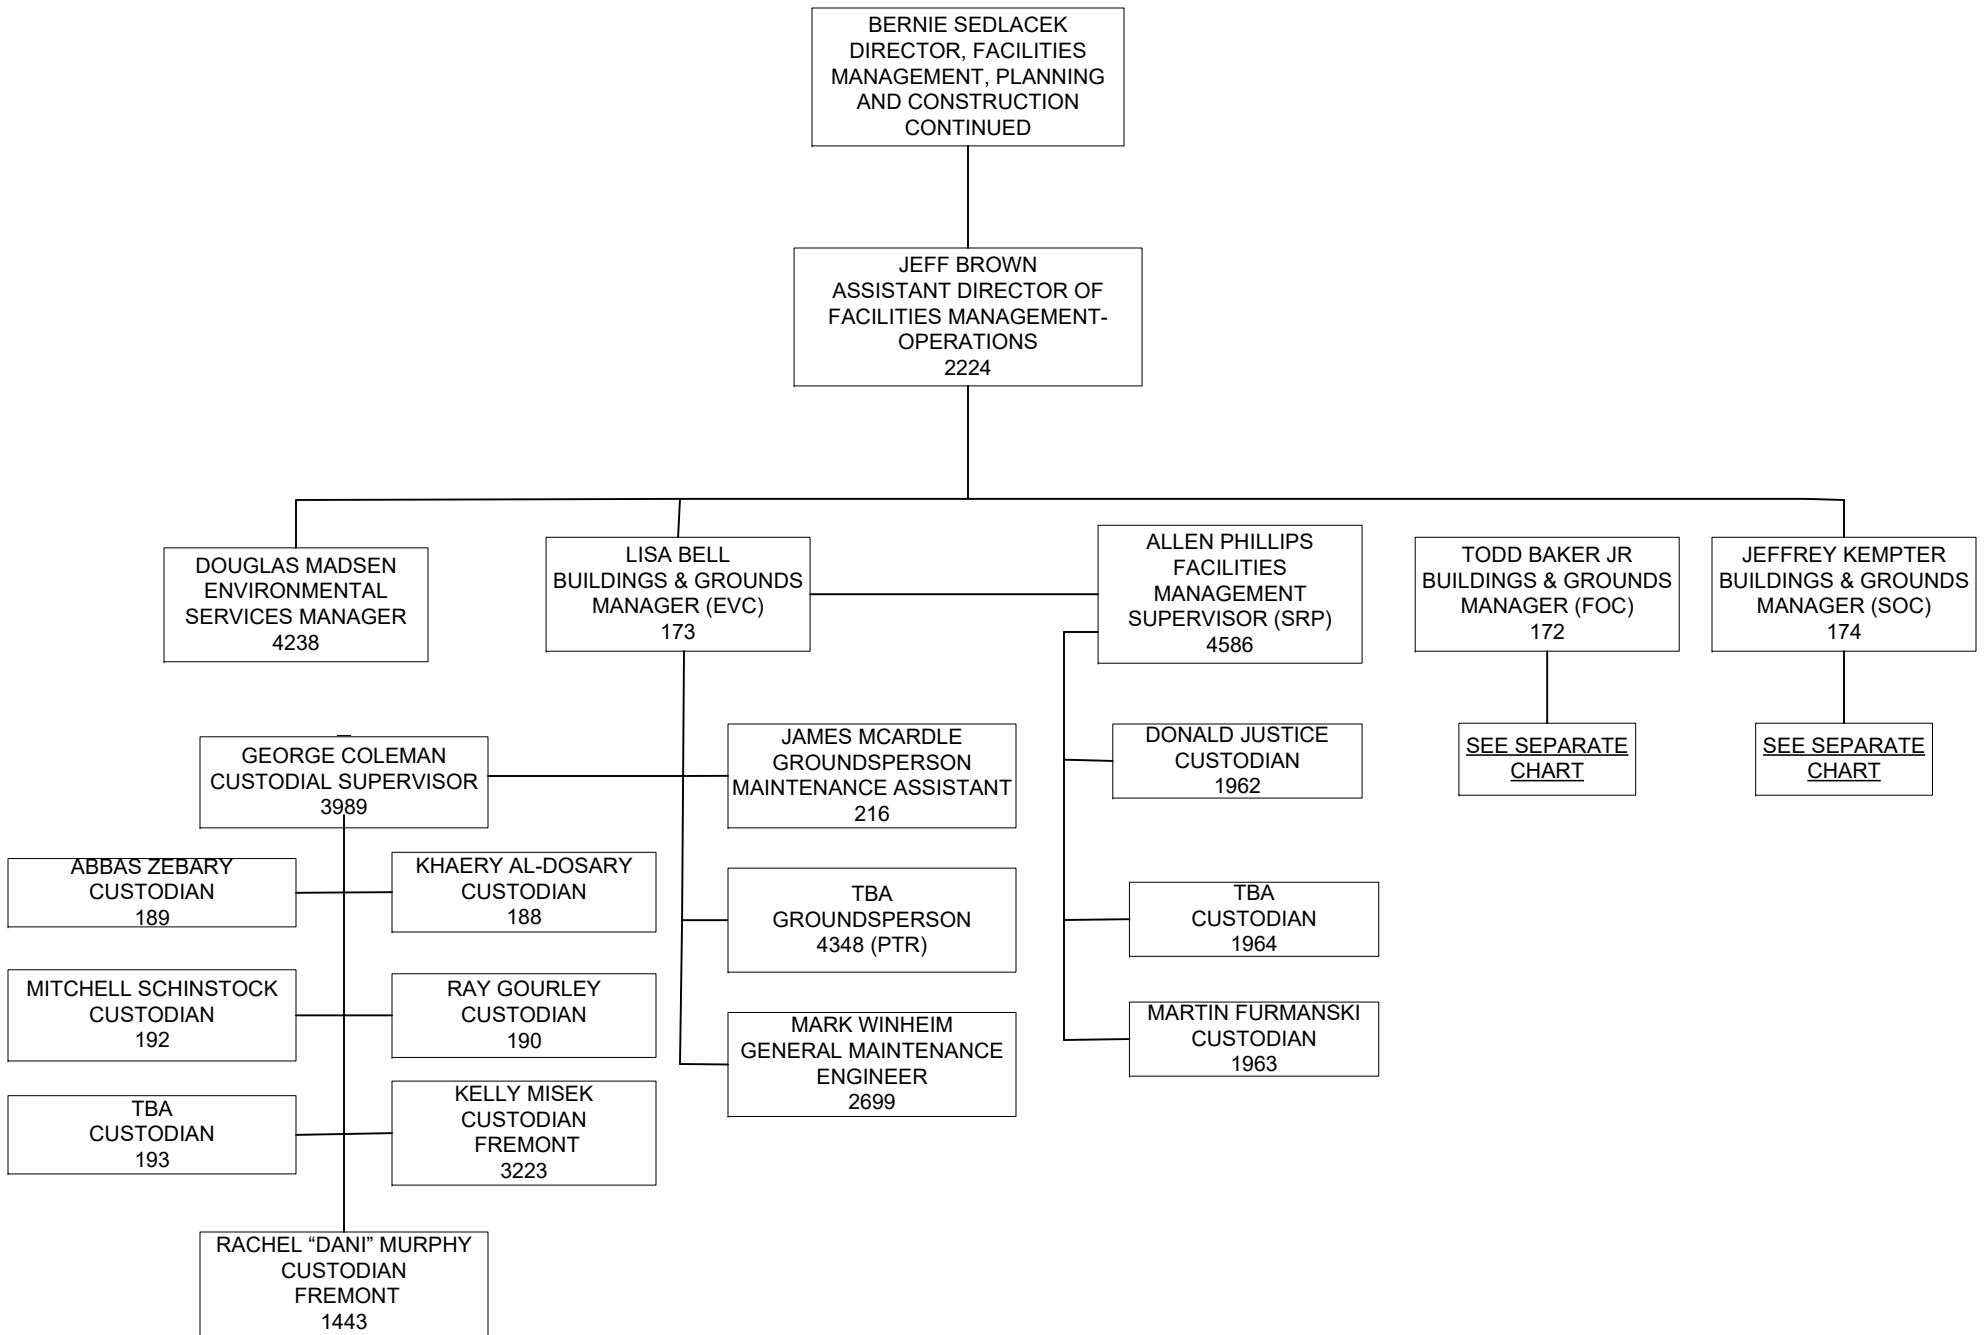 BERNIE SEDLACEK
DIRECTOR, FACILITIES
MANAGEMENT, PLANNING
AND CONSTRUCTION
CONTINUED
JEFF BROWN
ASSISTANT DIRECTOR OF
FACILITIES MANAGEMENT-
OPERATIONS
2224
DOUGLAS MADSEN
ENVIRONMENTAL
SERVICES MANAGER
4238
LISA BELL
BUILDINGS & GROUNDS
MANAGER (EVC)
173
ALLEN PHILLIPS
FACILITIES
MANAGEMENT
SUPERVISOR (SRP)
4586
TODD BAKER JR
BUILDINGS & GROUNDS
MANAGER (FOC)
172
JEFFREY KEMPTER
BUILDINGS & GROUNDS
MANAGER (SOC)
174
GEORGE COLEMAN
CUSTODIAL SUPERVISOR
3989
JAMES MCARDLE
GROUNDSPERSON
MAINTENANCE ASSISTANT
216
DONALD JUSTICE
CUSTODIAN
1962
SEE SEPARATE
CHART
SEE SEPARATE
CHART
ABBAS ZEBARY
CUSTODIAN
189
KHAERY AL-DOSARY
CUSTODIAN
188
TBA
GROUNDSPERSON
4348 (PTR)
TBA
CUSTODIAN
1964
MITCHELL SCHINSTOCK
CUSTODIAN
192
RAY GOURLEY
CUSTODIAN
190
MARK WINHEIM
GENERAL MAINTENANCE
ENGINEER
2699
MARTIN FURMANSKI
CUSTODIAN
1963
TBA
CUSTODIAN
193
KELLY MISEK
CUSTODIAN
FREMONT
3223
RACHEL “DANI” MURPHY
CUSTODIAN
FREMONT
1443